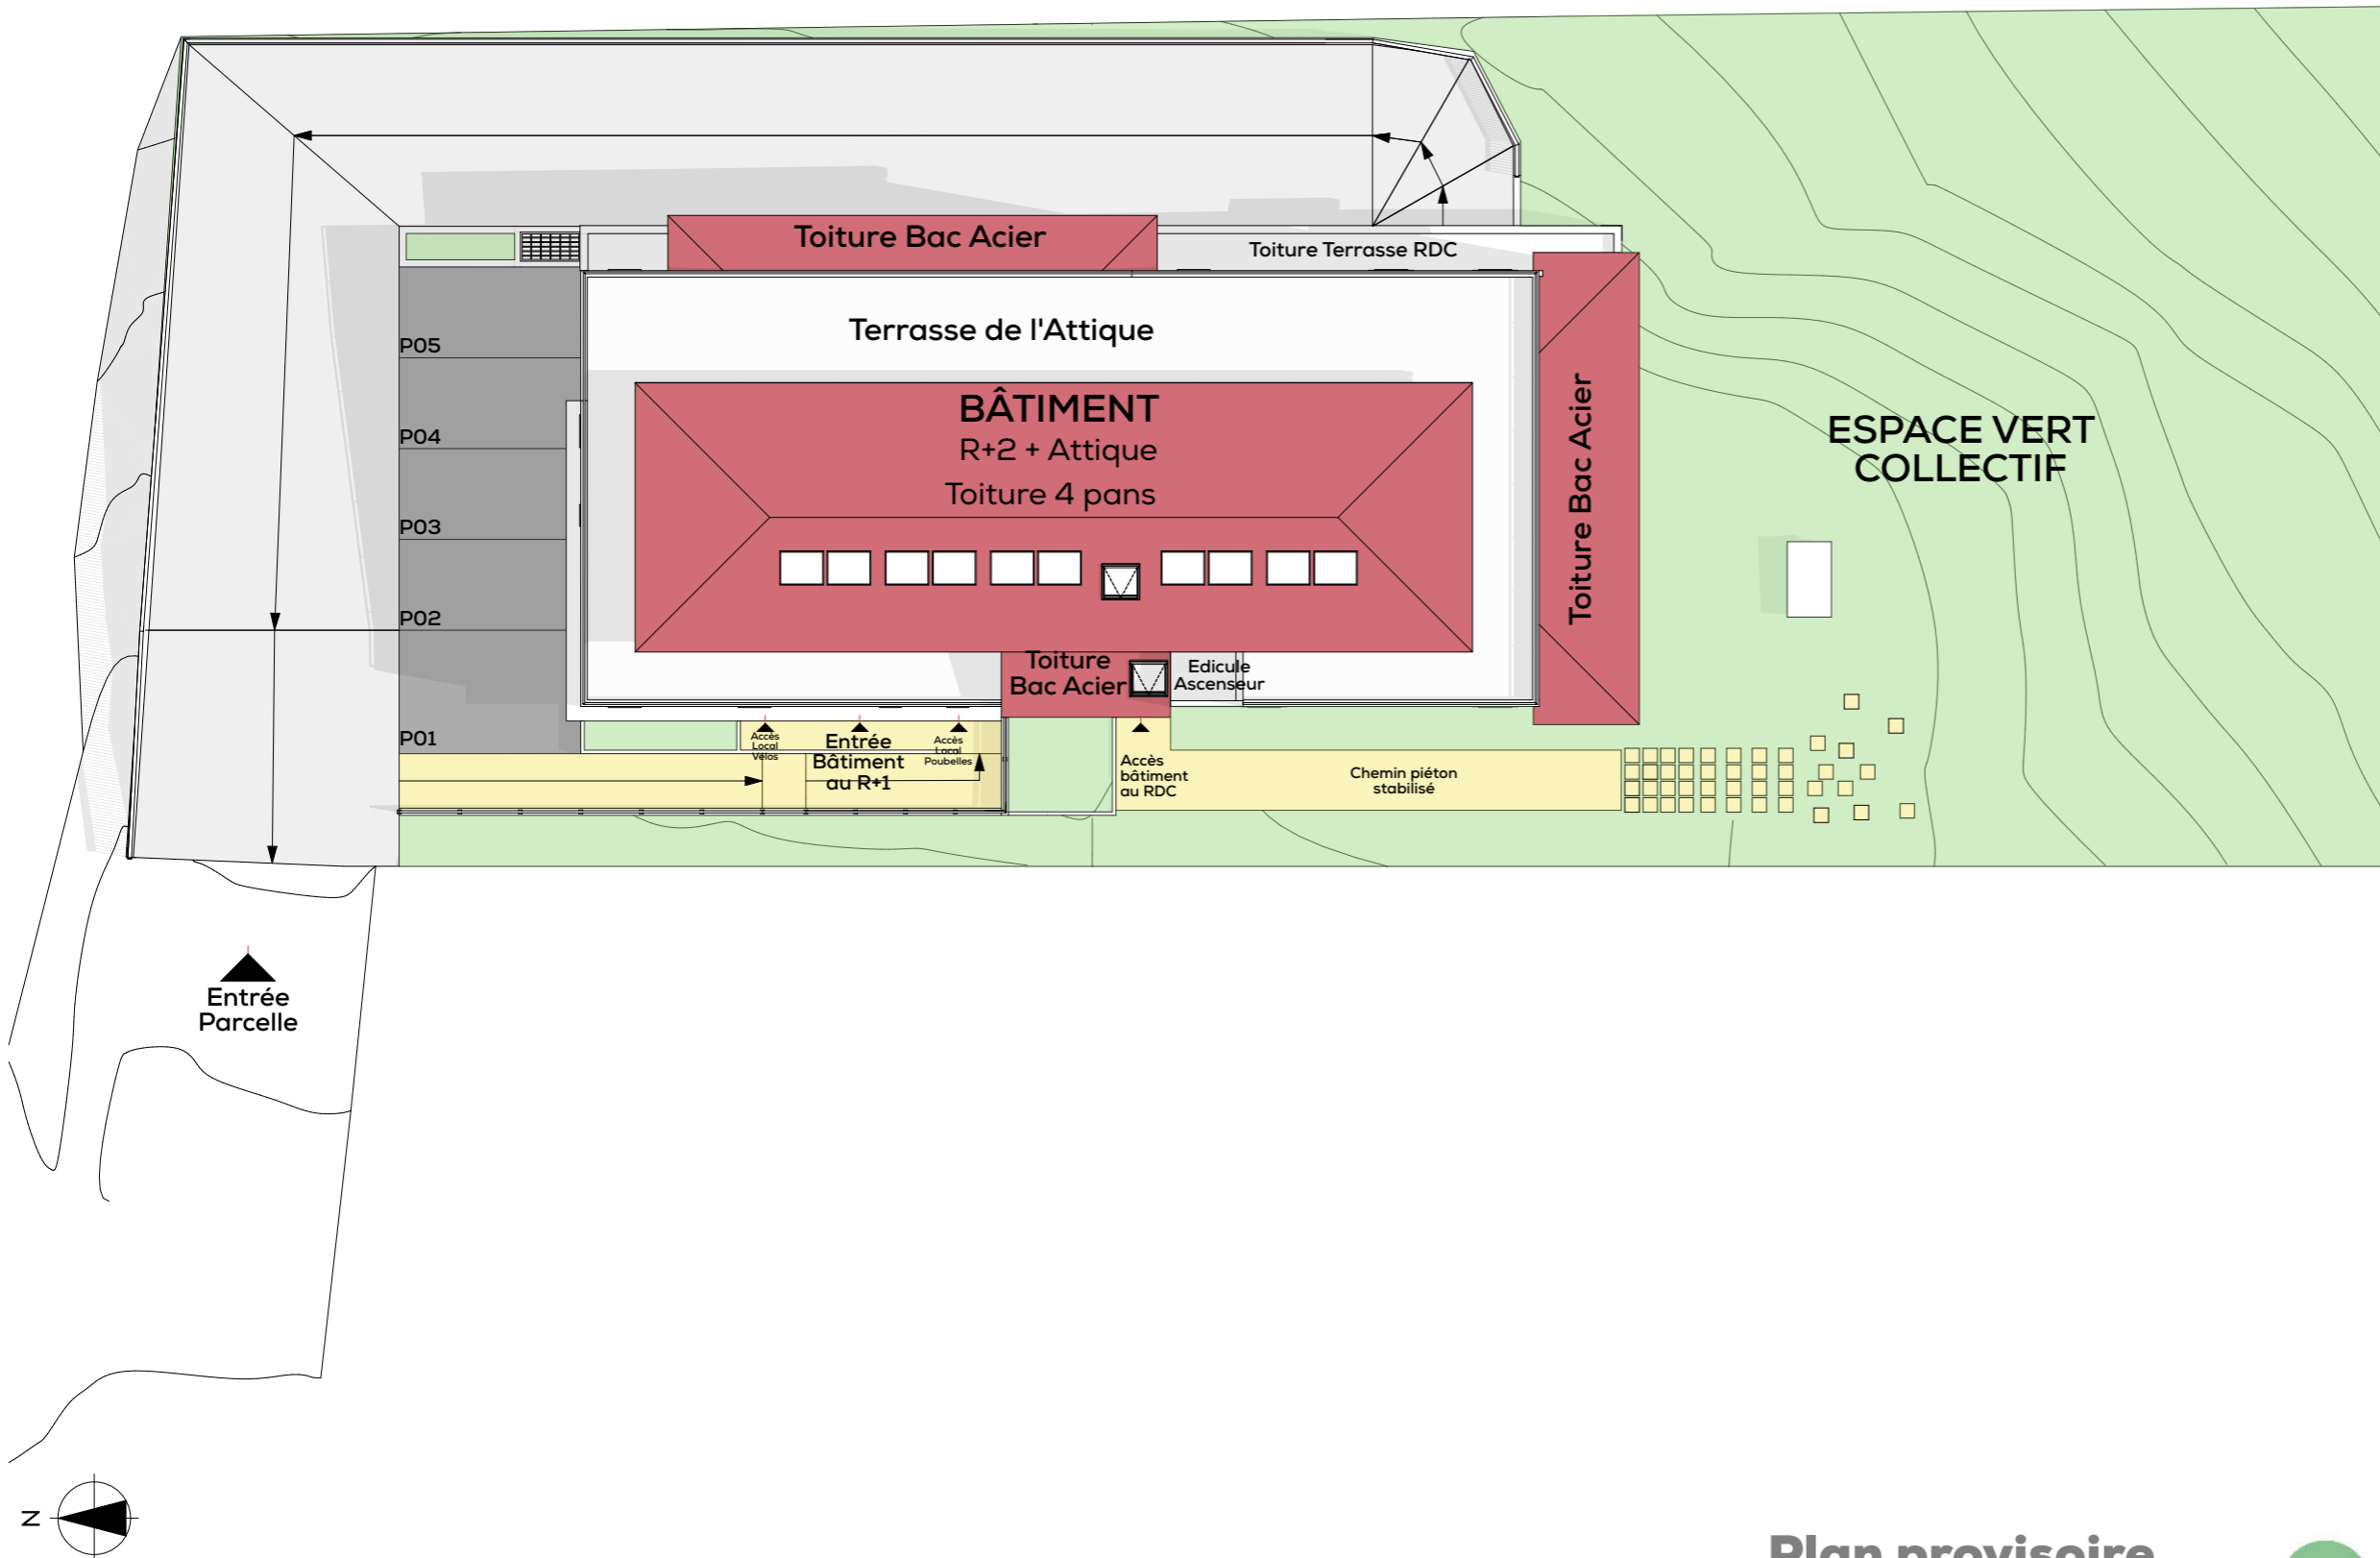 Toiture Bac Acier
Toiture Terrasse RDC
Terrasse de l'Attique
P05
P04
P03
P02
P01
BÂTIMENT
R+2 + Attique
Toiture 4 pans
Toiture Bac Acier
ESPACE VERT
COLLECTIF
Toiture
Bac Acier
Edicule
Ascenseur
Accès
Local
Vélos
Entrée
Bâtiment
au R+1
Accès
Local
Poubelles
Accès
bâtiment
au RDC
Chemin piéton
stabilisé
Entrée
Parcelle
N
Plan provisoire